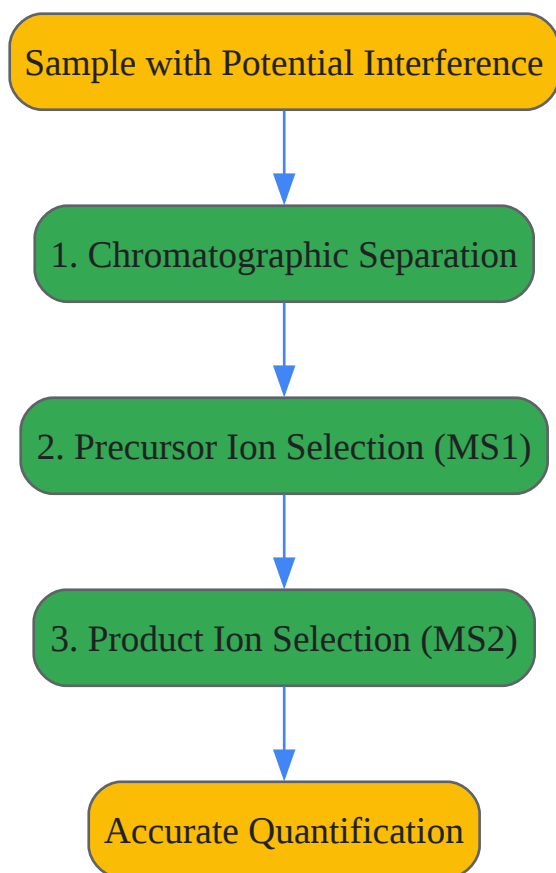 Sample with Potential Interference
1. Chromatographic Separation
2. Precursor Ion Selection (MS1)
3. Product Ion Selection (MS2)
Accurate Quantification